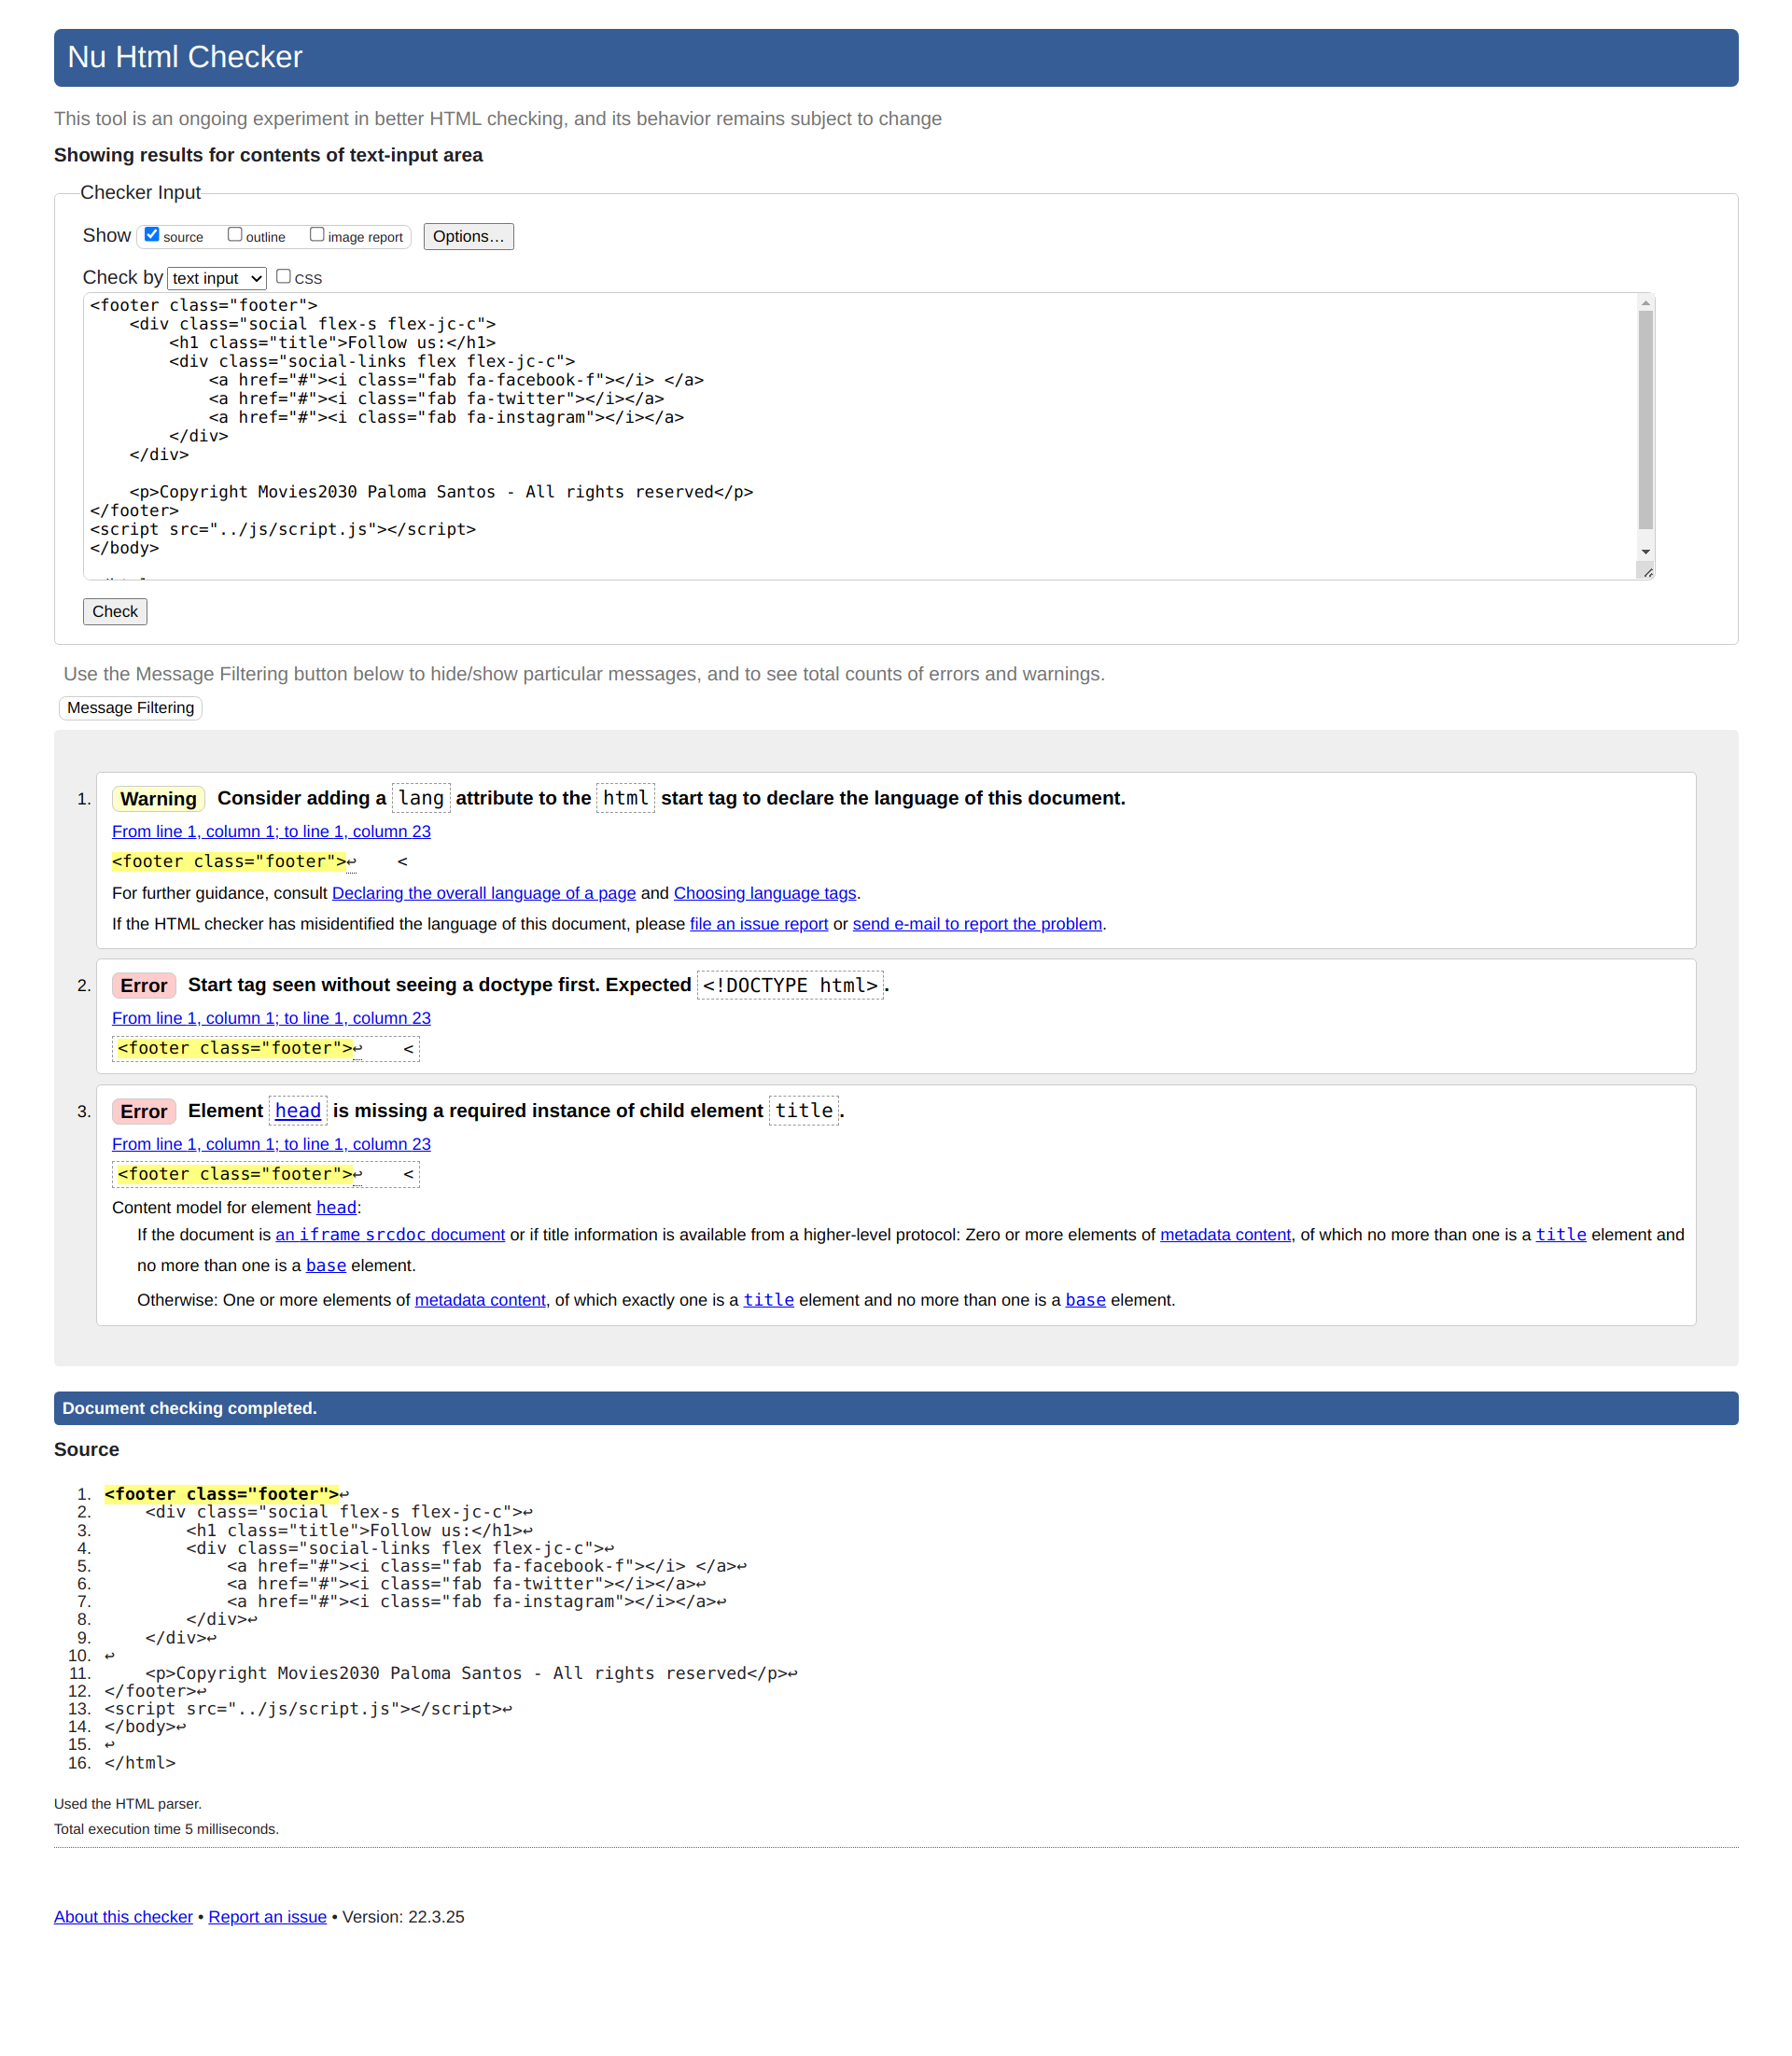 Nu Html Checker
This tool is an ongoing experiment in better HTML checking, and its behavior remains subject to change
Showing results for contents of text-input area
Checker Input
Show source outline image report Options…
Check by text input CSS
<footer class="footer">
    <div class="social flex-s flex-jc-c">
        <h1 class="title">Follow us:</h1>
        <div class="social-links flex flex-jc-c">
            <a href="#"><i class="fab fa-facebook-f"></i> </a>
            <a href="#"><i class="fab fa-twitter"></i></a>
            <a href="#"><i class="fab fa-instagram"></i></a>
        </div>
    </div>
    <p>Copyright Movies2030 Paloma Santos - All rights reserved</p>
</footer>
<script src="../js/script.js"></script>
</body>
Check
Use the Message Filtering button below to hide/show particular messages, and to see total counts of errors and warnings.
Message Filtering
1. Warning Consider adding a lang attribute to the html start tag to declare the language of this document.
From line 1, column 1; to line 1, column 23
<footer class="footer">↩    <
For further guidance, consult Declaring the overall language of a page and Choosing language tags.
If the HTML checker has misidentified the language of this document, please file an issue report or send e-mail to report the problem.
2. Error Start tag seen without seeing a doctype first. Expected <!DOCTYPE html>.
From line 1, column 1; to line 1, column 23
<footer class="footer">↩    <
3. Error Element head is missing a required instance of child element title.
From line 1, column 1; to line 1, column 23
<footer class="footer">↩    <
Content model for element head:
If the document is an iframe srcdoc document or if title information is available from a higher-level protocol: Zero or more elements of metadata content, of which no more than one is a title element and
no more than one is a base element.
Otherwise: One or more elements of metadata content, of which exactly one is a title element and no more than one is a base element.
Document checking completed.
Source
1. <footer class="footer">↩
2.     <div class="social flex-s flex-jc-c">↩
3.         <h1 class="title">Follow us:</h1>↩
4.         <div class="social-links flex flex-jc-c">↩
5.             <a href="#"><i class="fab fa-facebook-f"></i> </a>↩
6.             <a href="#"><i class="fab fa-twitter"></i></a>↩
7.             <a href="#"><i class="fab fa-instagram"></i></a>↩
8.         </div>↩
9.     </div>↩
10. ↩
11.     <p>Copyright Movies2030 Paloma Santos - All rights reserved</p>↩
12. </footer>↩
13. <script src="../js/script.js"></script>↩
14. </body>↩
15. ↩
16. </html>
Used the HTML parser.
Total execution time 5 milliseconds.
About this checker • Report an issue • Version: 22.3.25